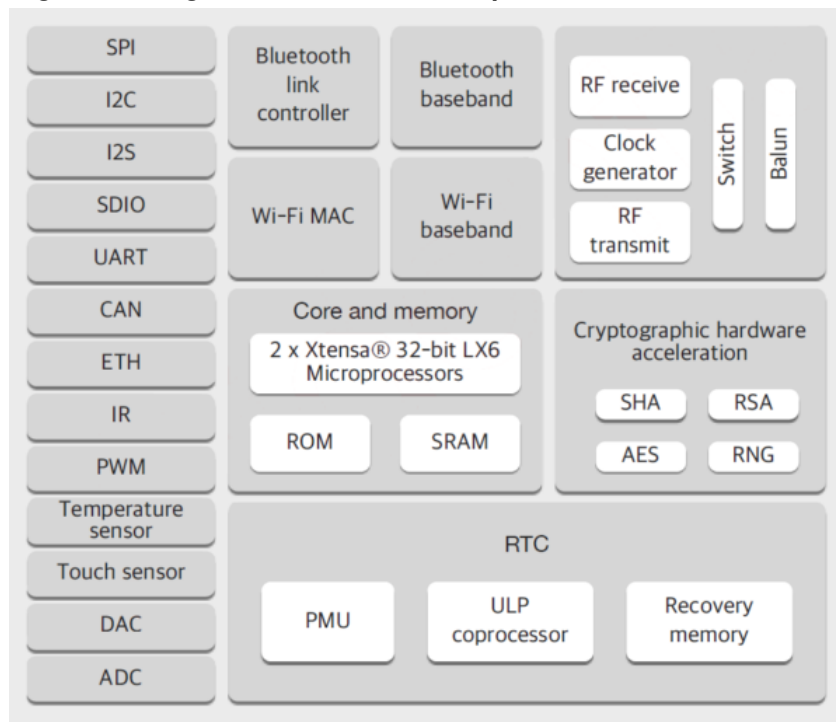 SPI
I2C
I2S
SDIO
UART
CAN
ETH
IR
PWM
Temperature
sensor
Touch sensor
DAC
ADC
Bluetooth
link
controller
Bluetooth
baseband
Wi-Fi MAC
Wi-Fi
baseband
RF receive
Clock
generator
RF
transmit
Switch
Balun
Core and memory
2 x Xtensa® 32-bit LX6
Microprocessors
ROM
SRAM
Cryptographic hardware
acceleration
SHA
RSA
AES
RNG
RTC
PMU
ULP
coprocessor
Recovery
memory